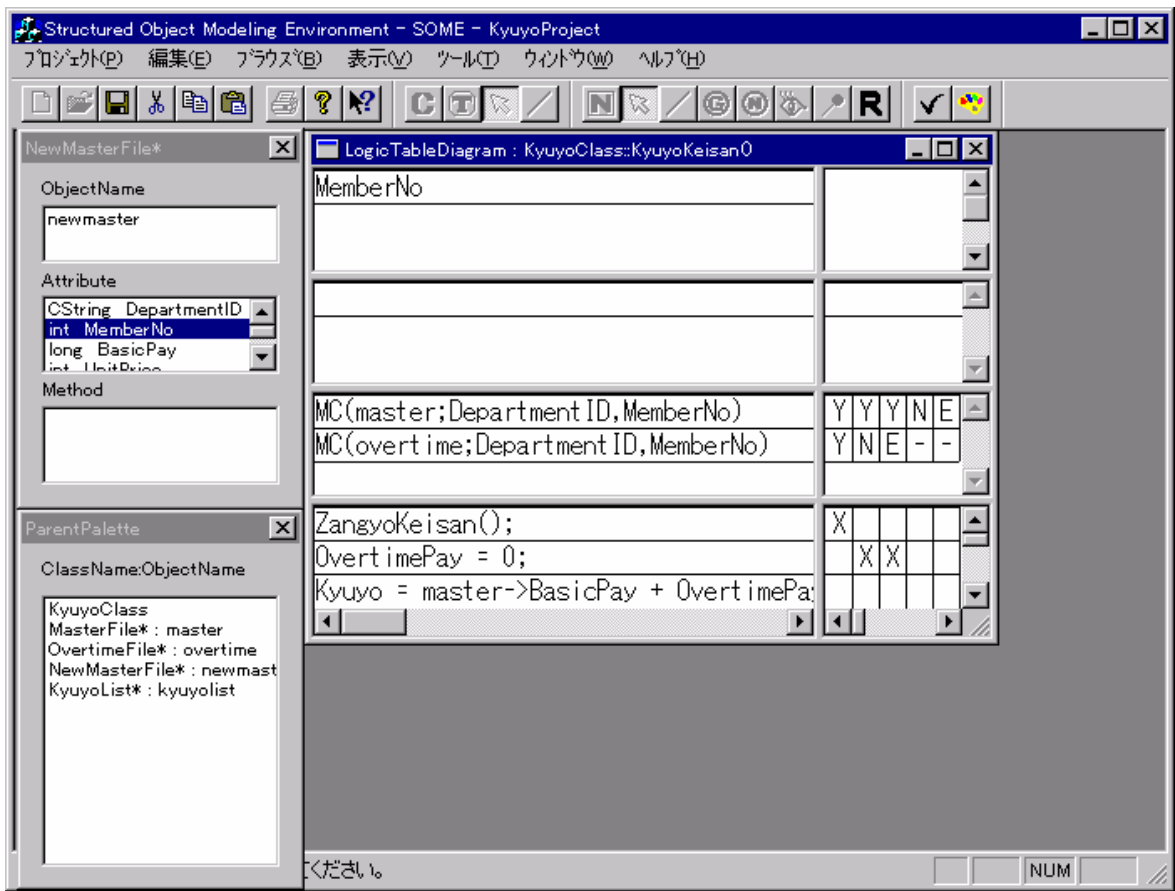 Structured Object Modeling Environment - SOME - KyuyoProject
プロジェクト(P) 編集(E) ブラウズ(B) 表示(V) ツール(T) ウィンドウ(W) ヘルプ(H)
C T N G N R
NewMasterFile*
ObjectName
newmaster
Attribute
CString DepartmentID
int MemberNo
long BasicPay
int UnitPrice
Method
ParentPalette
ClassName:ObjectName
KyuyoClass
MasterFile* : master
OvertimeFile* : overtime
NewMasterFile* : newmast
KyuyoList* : kyuyolist
LogicTableDiagram : KyuyoClass::KyuyoKeisan()
MemberNo
MC(master;DepartmentID,MemberNo) Y Y Y N E
MC(overtime;DepartmentID,MemberNo) Y N E - -
ZangyoKeisan(); X
OvertimePay = 0; X X
Kyuyo = master->BasicPay + OvertimePay
ください。
NUM